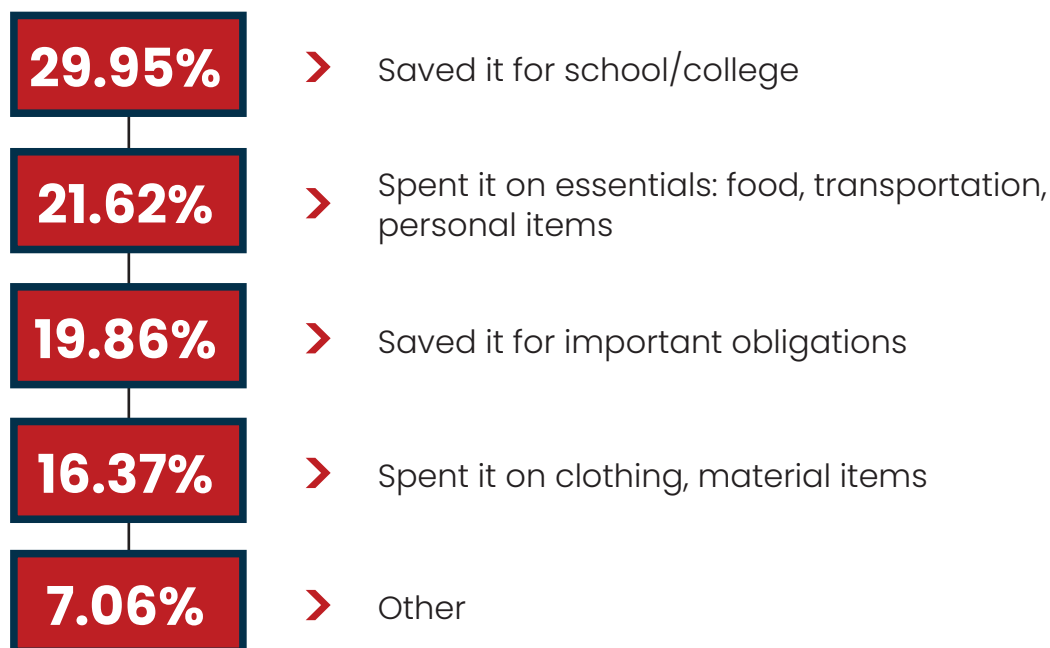 29.95%
Saved it for school/college
21.62%
Spent it on essentials: food, transportation,
personal items
19.86%
Saved it for important obligations
16.37%
Spent it on clothing, material items
7.06%
Other